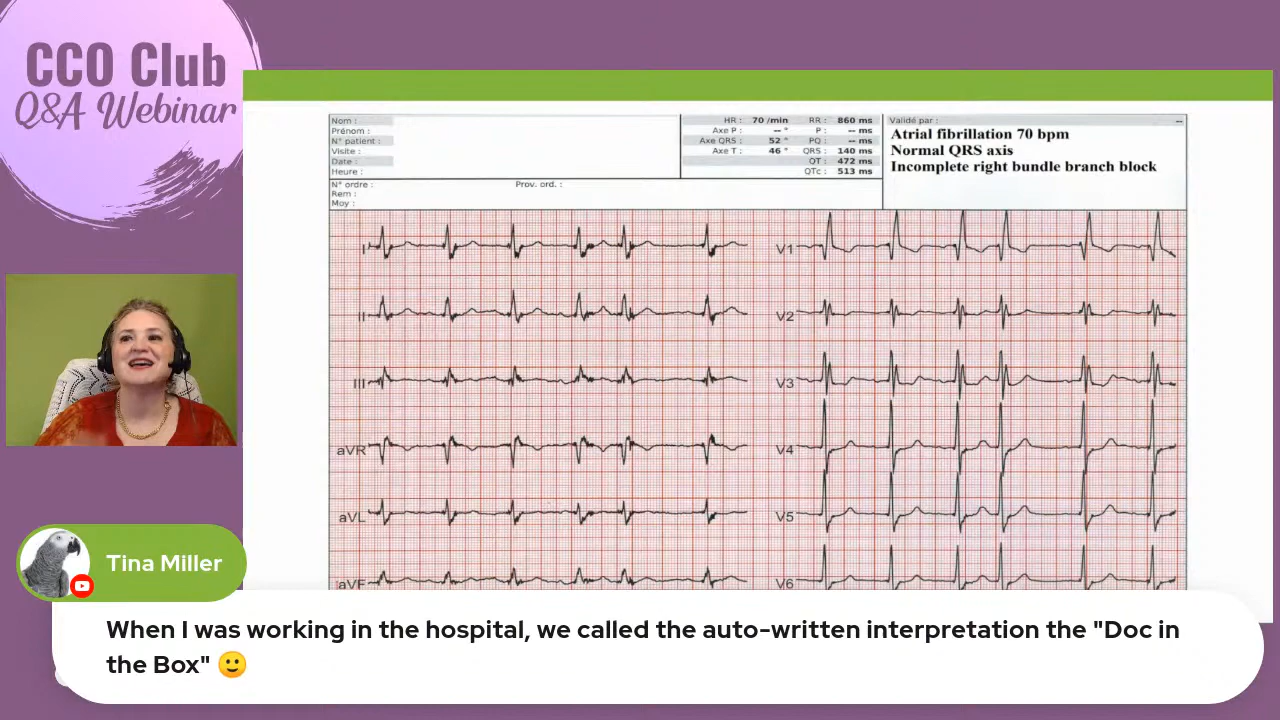 CCO Club
Q&A Webinar
Nom :
Prénom :
N° patient :
Visite :
Date :
Heure :
HR : 70 /min RR : 860 ms
Axe P : -- ° P : -- ms
Axe QRS : 52 ° PQ : -- ms
Axe T : 46 ° QRS : 140 ms
QT : 472 ms
QTc : 513 ms
Validé par : --
Atrial fibrillation 70 bpm
Normal QRS axis
Incomplete right bundle branch block
N° ordre : Prov. ord. :
Rem :
Moy :
I V1
II V2
III V3
aVR V4
aVL V5
aVF V6
Tina Miller
When I was working in the hospital, we called the auto-written interpretation the "Doc in
the Box" 🙂